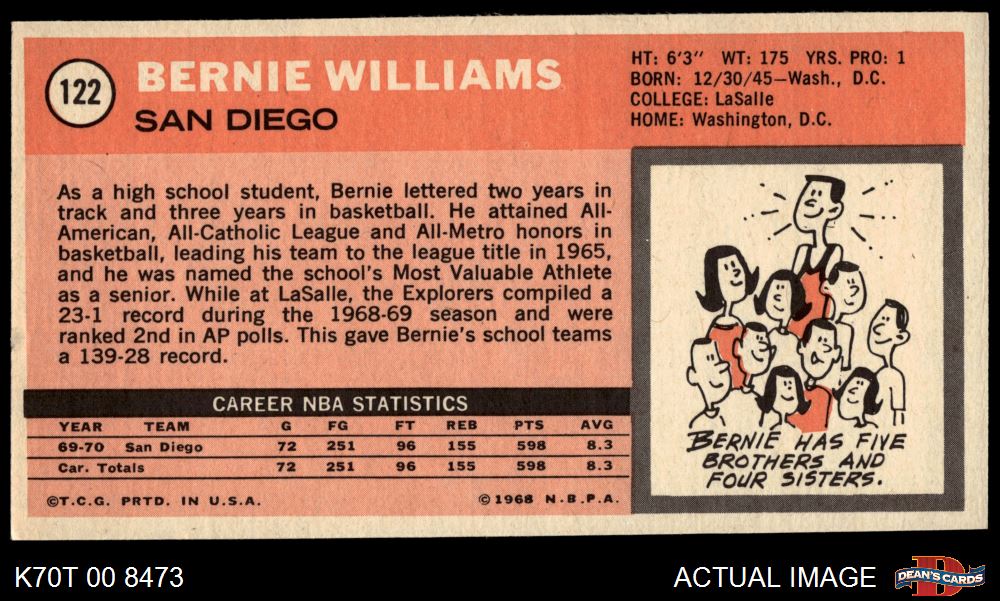 122
BERNIE WILLIAMS
SAN DIEGO
HT: 6'3" WT: 175 YRS. PRO: 1
BORN: 12/30/45—Wash., D.C.
COLLEGE: LaSalle
HOME: Washington, D.C.
As a high school student, Bernie lettered two years in
track and three years in basketball. He attained All-
American, All-Catholic League and All-Metro honors in
basketball, leading his team to the league title in 1965,
and he was named the school's Most Valuable Athlete
as a senior. While at LaSalle, the Explorers compiled a
23-1 record during the 1968-69 season and were
ranked 2nd in AP polls. This gave Bernie's school teams
a 139-28 record.
CAREER NBA STATISTICS
YEAR TEAM G FG FT REB PTS AVG
69-70 San Diego 72 251 96 155 598 8.3
Car. Totals 72 251 96 155 598 8.3
©T.C.G. PRTD. IN U.S.A. ©1968 N.B.P.A.
BERNIE HAS FIVE
BROTHERS AND
FOUR SISTERS.
K70T 00 8473
ACTUAL IMAGE
D
DEAN'S CARDS